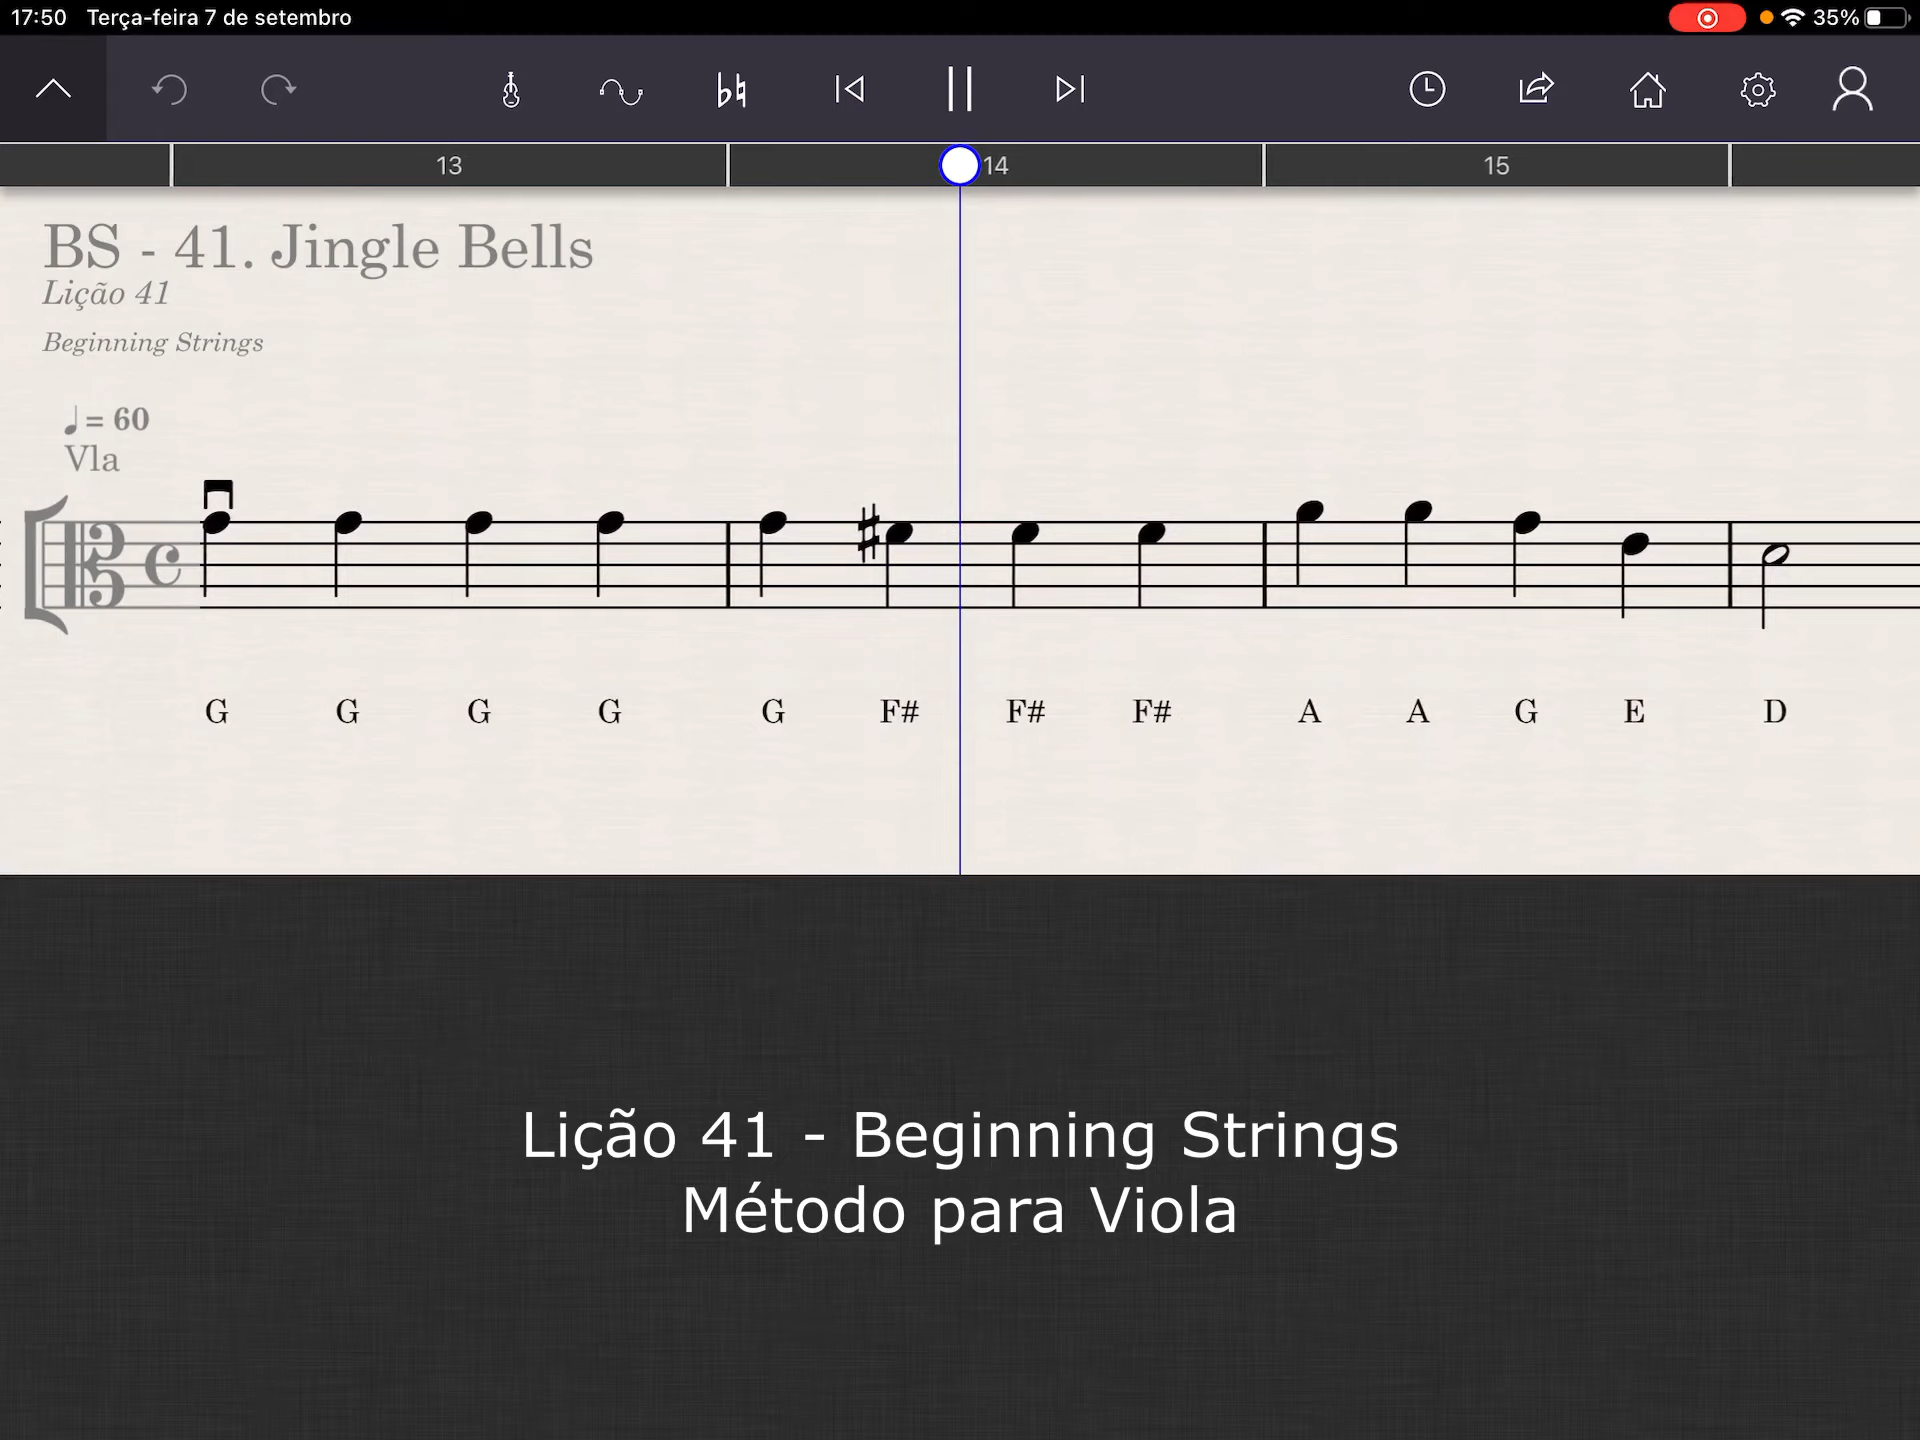 17:50 Terça-feira 7 de setembro 35%
13 14 15
BS - 41. Jingle Bells
Lição 41
Beginning Strings
♩ = 60
Vla
G G G G G F# F# F# A A G E D
Lição 41 - Beginning Strings
Método para Viola